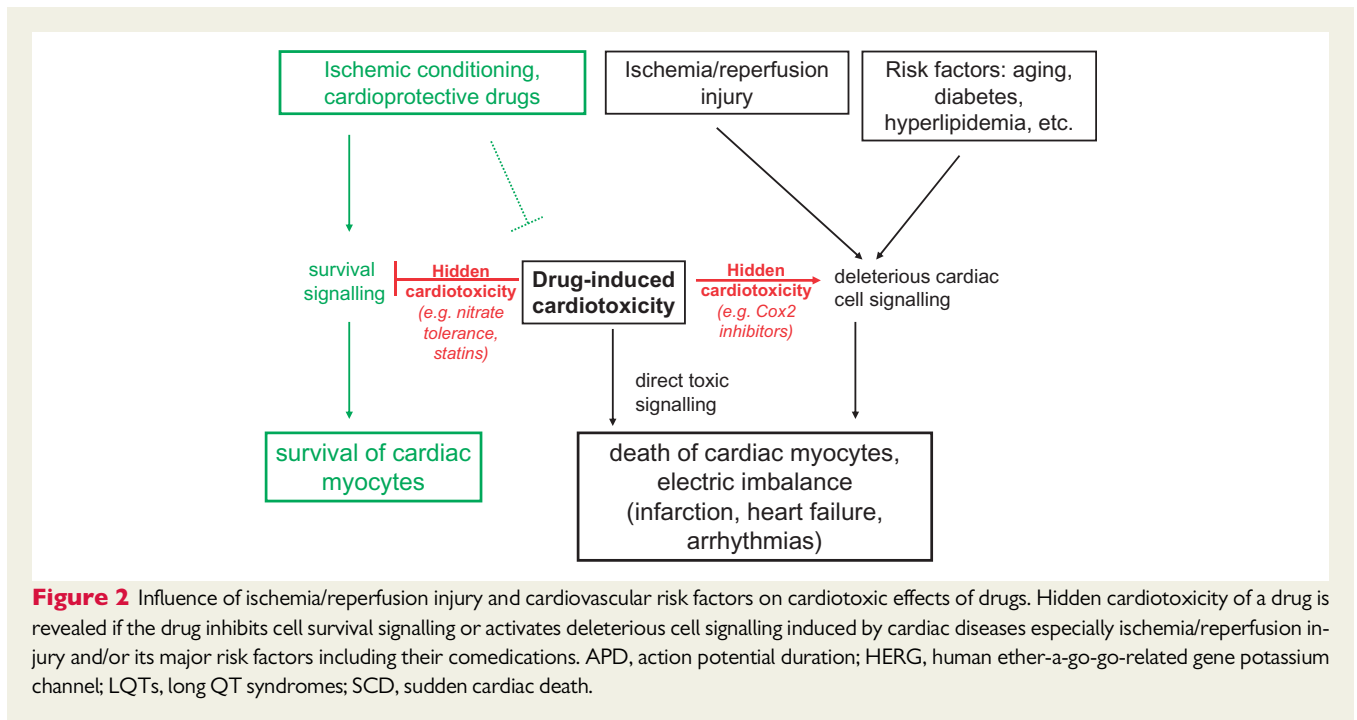 Ischemic conditioning,
cardioprotective drugs
Ischemia/reperfusion
injury
Risk factors: aging,
diabetes,
hyperlipidemia, etc.
survival
signalling
Hidden
cardiotoxicity
(e.g. nitrate
tolerance,
statins)
Drug-induced
cardiotoxicity
Hidden
cardiotoxicity
(e.g. Cox2
inhibitors)
deleterious cardiac
cell signalling
direct toxic
signalling
survival of cardiac
myocytes
death of cardiac myocytes,
electric imbalance
(infarction, heart failure,
arrhythmias)
Figure 2 Influence of ischemia/reperfusion injury and cardiovascular risk factors on cardiotoxic effects of drugs. Hidden cardiotoxicity of a drug is
revealed if the drug inhibits cell survival signalling or activates deleterious cell signalling induced by cardiac diseases especially ischemia/reperfusion in-
jury and/or its major risk factors including their comedications. APD, action potential duration; HERG, human ether-a-go-go-related gene potassium
channel; LQTs, long QT syndromes; SCD, sudden cardiac death.